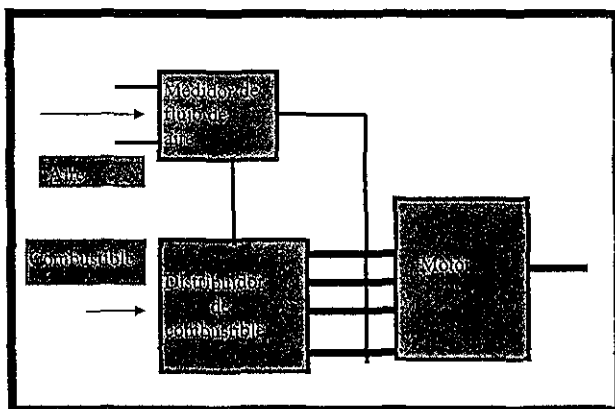 Medidor de
flujo de
aire
Aire
Combustible
Distribuidor
de
combustible
Motor